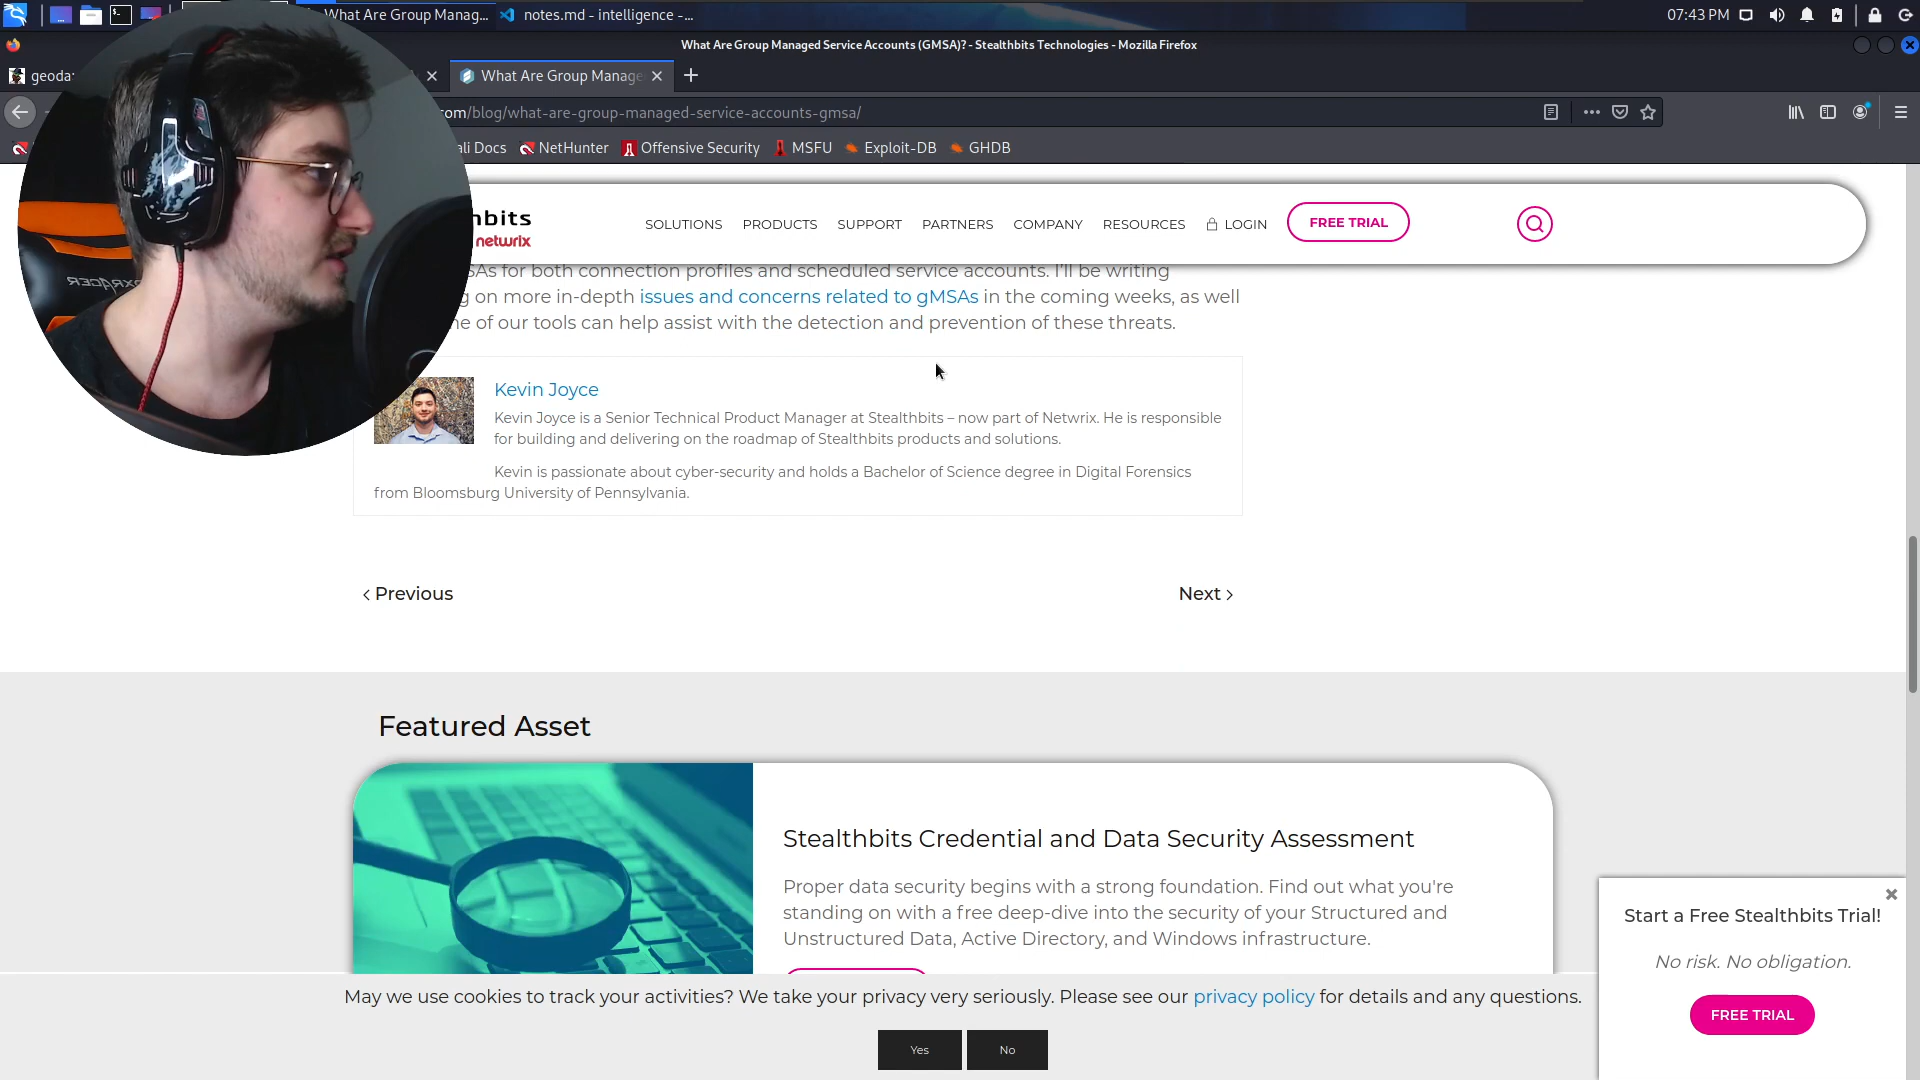 What Are Group Manag...
notes.md - intelligence -...
07:43 PM
What Are Group Managed Service Accounts (GMSA)? - Stealthbits Technologies - Mozilla Firefox
What Are Group Manage
com/blog/what-are-group-managed-service-accounts-gmsa/
ali Docs
NetHunter
Offensive Security
MSFU
Exploit-DB
GHDB
hbits
netwrix
SOLUTIONS
PRODUCTS
SUPPORT
PARTNERS
COMPANY
RESOURCES
LOGIN
FREE TRIAL
SAs for both connection profiles and scheduled service accounts. I'll be writing
on more in-depth issues and concerns related to gMSAs in the coming weeks, as well
of our tools can help assist with the detection and prevention of these threats.
Kevin Joyce
Kevin Joyce is a Senior Technical Product Manager at Stealthbits – now part of Netwrix. He is responsible
for building and delivering on the roadmap of Stealthbits products and solutions.
Kevin is passionate about cyber-security and holds a Bachelor of Science degree in Digital Forensics
from Bloomsburg University of Pennsylvania.
< Previous
Next >
Featured Asset
Stealthbits Credential and Data Security Assessment
Proper data security begins with a strong foundation. Find out what you're
standing on with a free deep-dive into the security of your Structured and
Unstructured Data, Active Directory, and Windows infrastructure.
Start a Free Stealthbits Trial!
No risk. No obligation.
FREE TRIAL
May we use cookies to track your activities? We take your privacy very seriously. Please see our privacy policy for details and any questions.
Yes
No